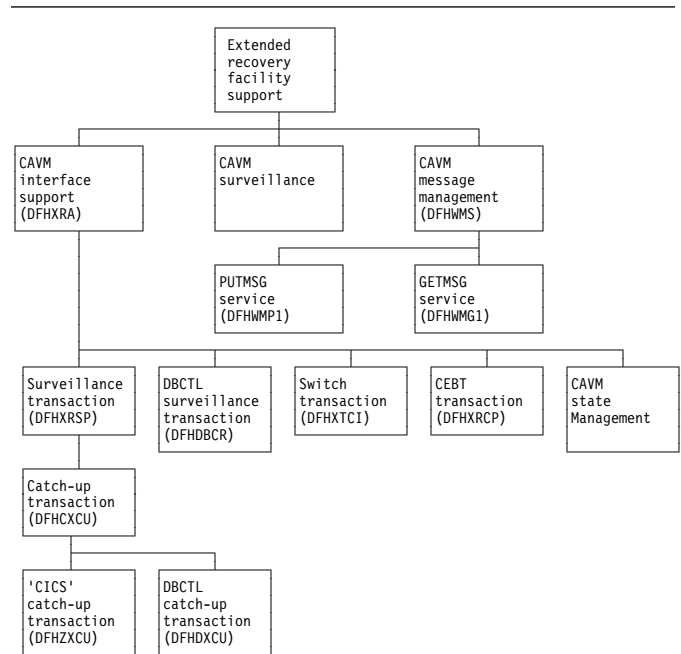 Extended
recovery
facility
support
CAVM
interface
support
(DFHXRA)
CAVM
surveillance
CAVM
message
management
(DFHWMS)
PUTMSG
service
(DFHWMP1)
GETMSG
service
(DFHWMG1)
Surveillance
transaction
(DFHXRSP)
DBCTL
surveillance
transaction
(DFHDBCR)
Switch
transaction
(DFHXTCI)
CEBT
transaction
(DFHXRCP)
CAVM
state
Management
Catch-up
transaction
(DFHCXCU)
'CICS'
catch-up
transaction
(DFHZXCU)
DBCTL
catch-up
transaction
(DFHDXCU)